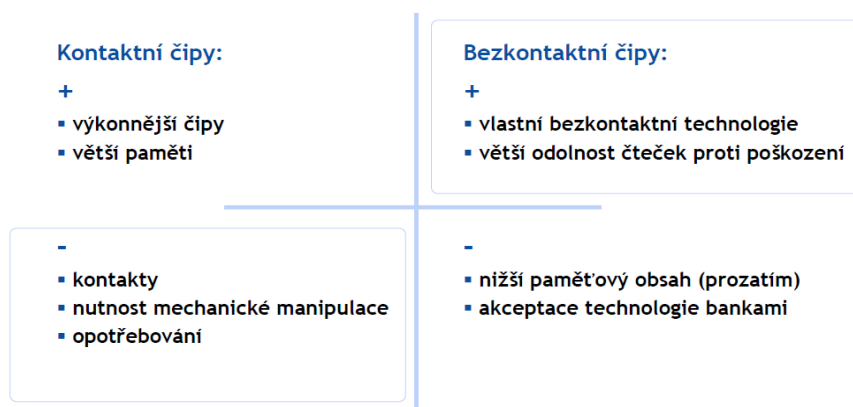 Kontaktní čipy:
+
▪ výkonnější čipy
▪ větší paměti
Bezkontaktní čipy:
+
▪ vlastní bezkontaktní technologie
▪ větší odolnost čteček proti poškození
-
▪ kontakty
▪ nutnost mechanické manipulace
▪ opotřebování
-
▪ nižší paměťový obsah (prozatím)
▪ akceptace technologie bankami